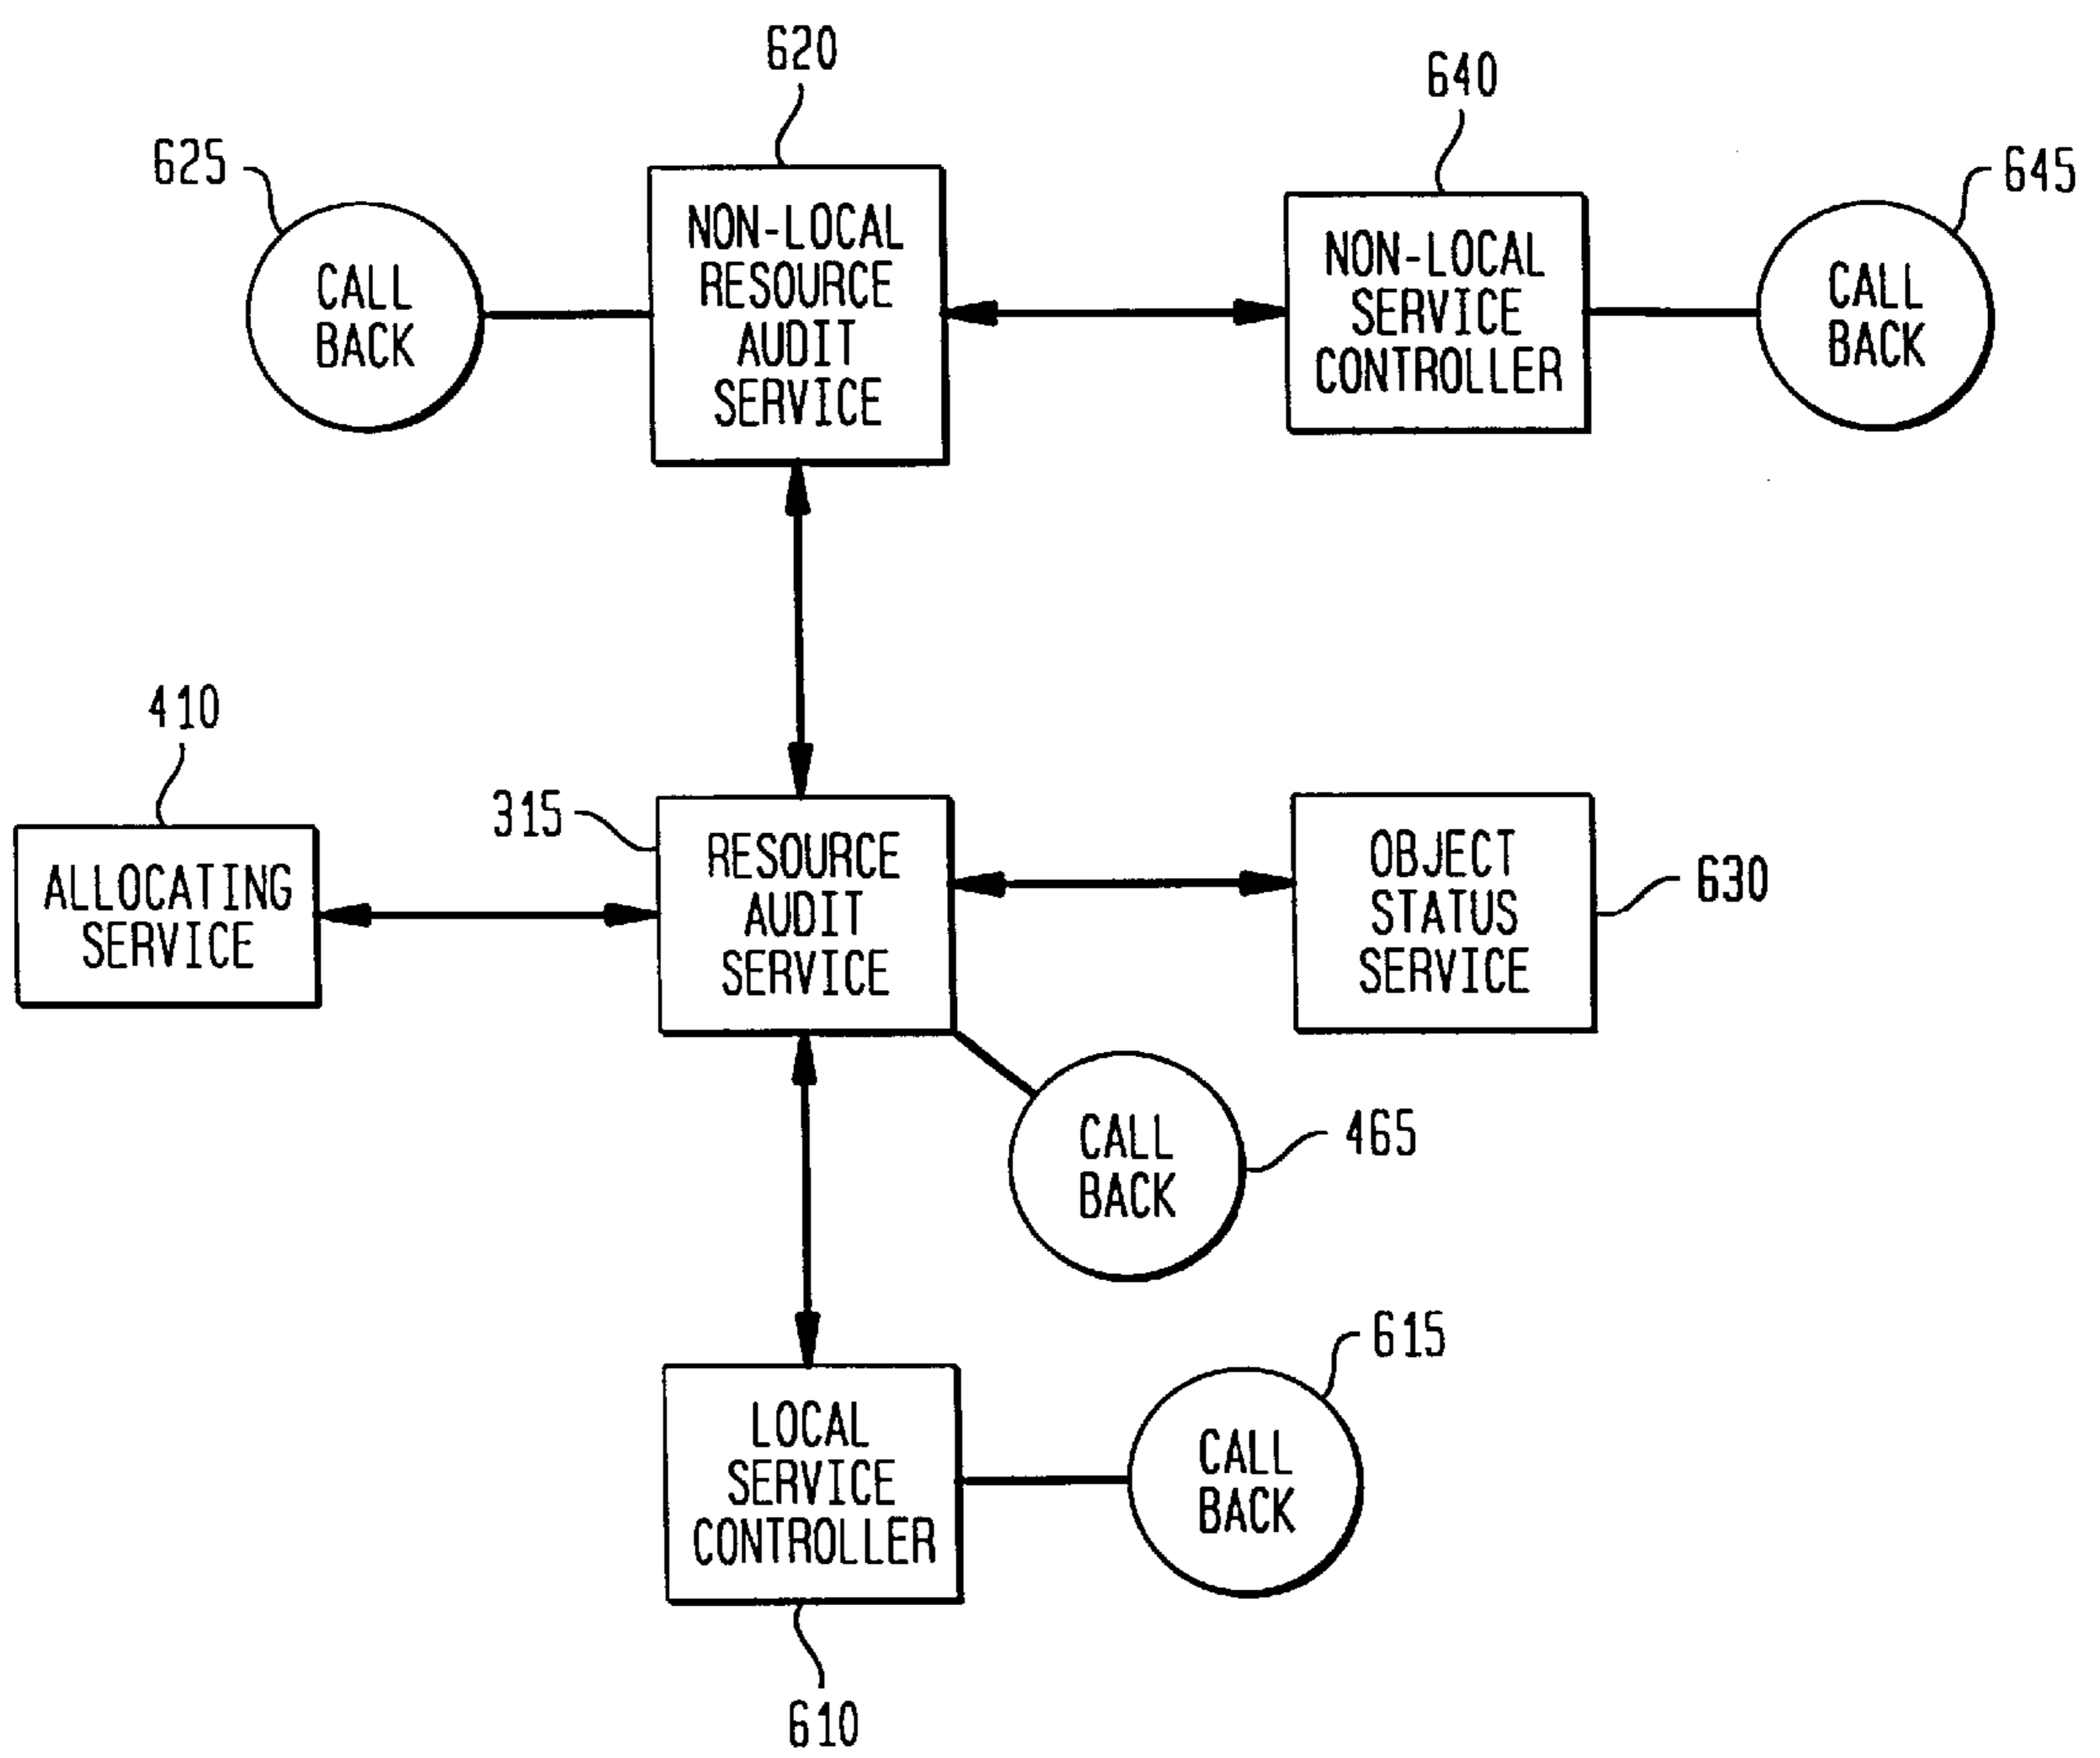 620
640
625
645
NON-LOCAL
RESOURCE
AUDIT
SERVICE
CALL
BACK
NON-LOCAL
SERVICE
CONTROLLER
CALL
BACK
410
315
ALLOCATING
SERVICE
RESOURCE
AUDIT
SERVICE
OBJECT
STATUS
SERVICE
630
CALL
BACK
465
615
LOCAL
SERVICE
CONTROLLER
CALL
BACK
610